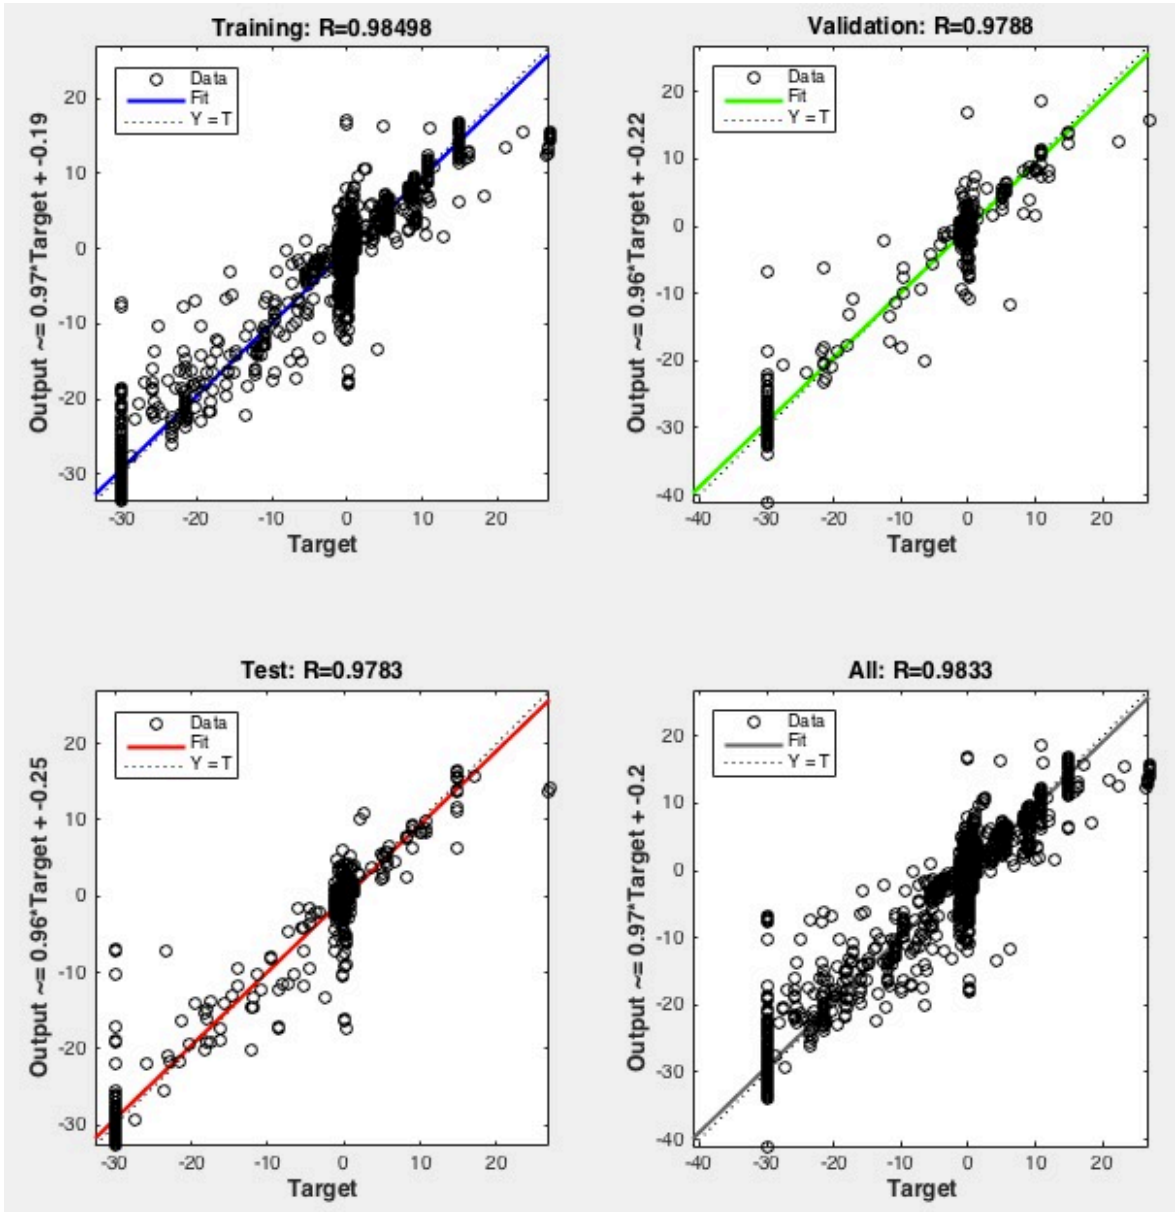 Training: R=0.98498
Data
Fit
Y = T
20
10
0
-10
-20
-30
-30
-20
-10
0
10
20
Target
Output ~= 0.97*Target + -0.19
Validation: R=0.9788
Data
Fit
Y = T
20
10
0
-10
-20
-30
-40
-40
-30
-20
-10
0
10
20
Target
Output ~= 0.96*Target + -0.22
Test: R=0.9783
Data
Fit
Y = T
20
10
0
-10
-20
-30
-30
-20
-10
0
10
20
Target
Output ~= 0.96*Target + -0.25
All: R=0.9833
Data
Fit
Y = T
20
10
0
-10
-20
-30
-40
-40
-30
-20
-10
0
10
20
Target
Output ~= 0.97*Target + -0.2